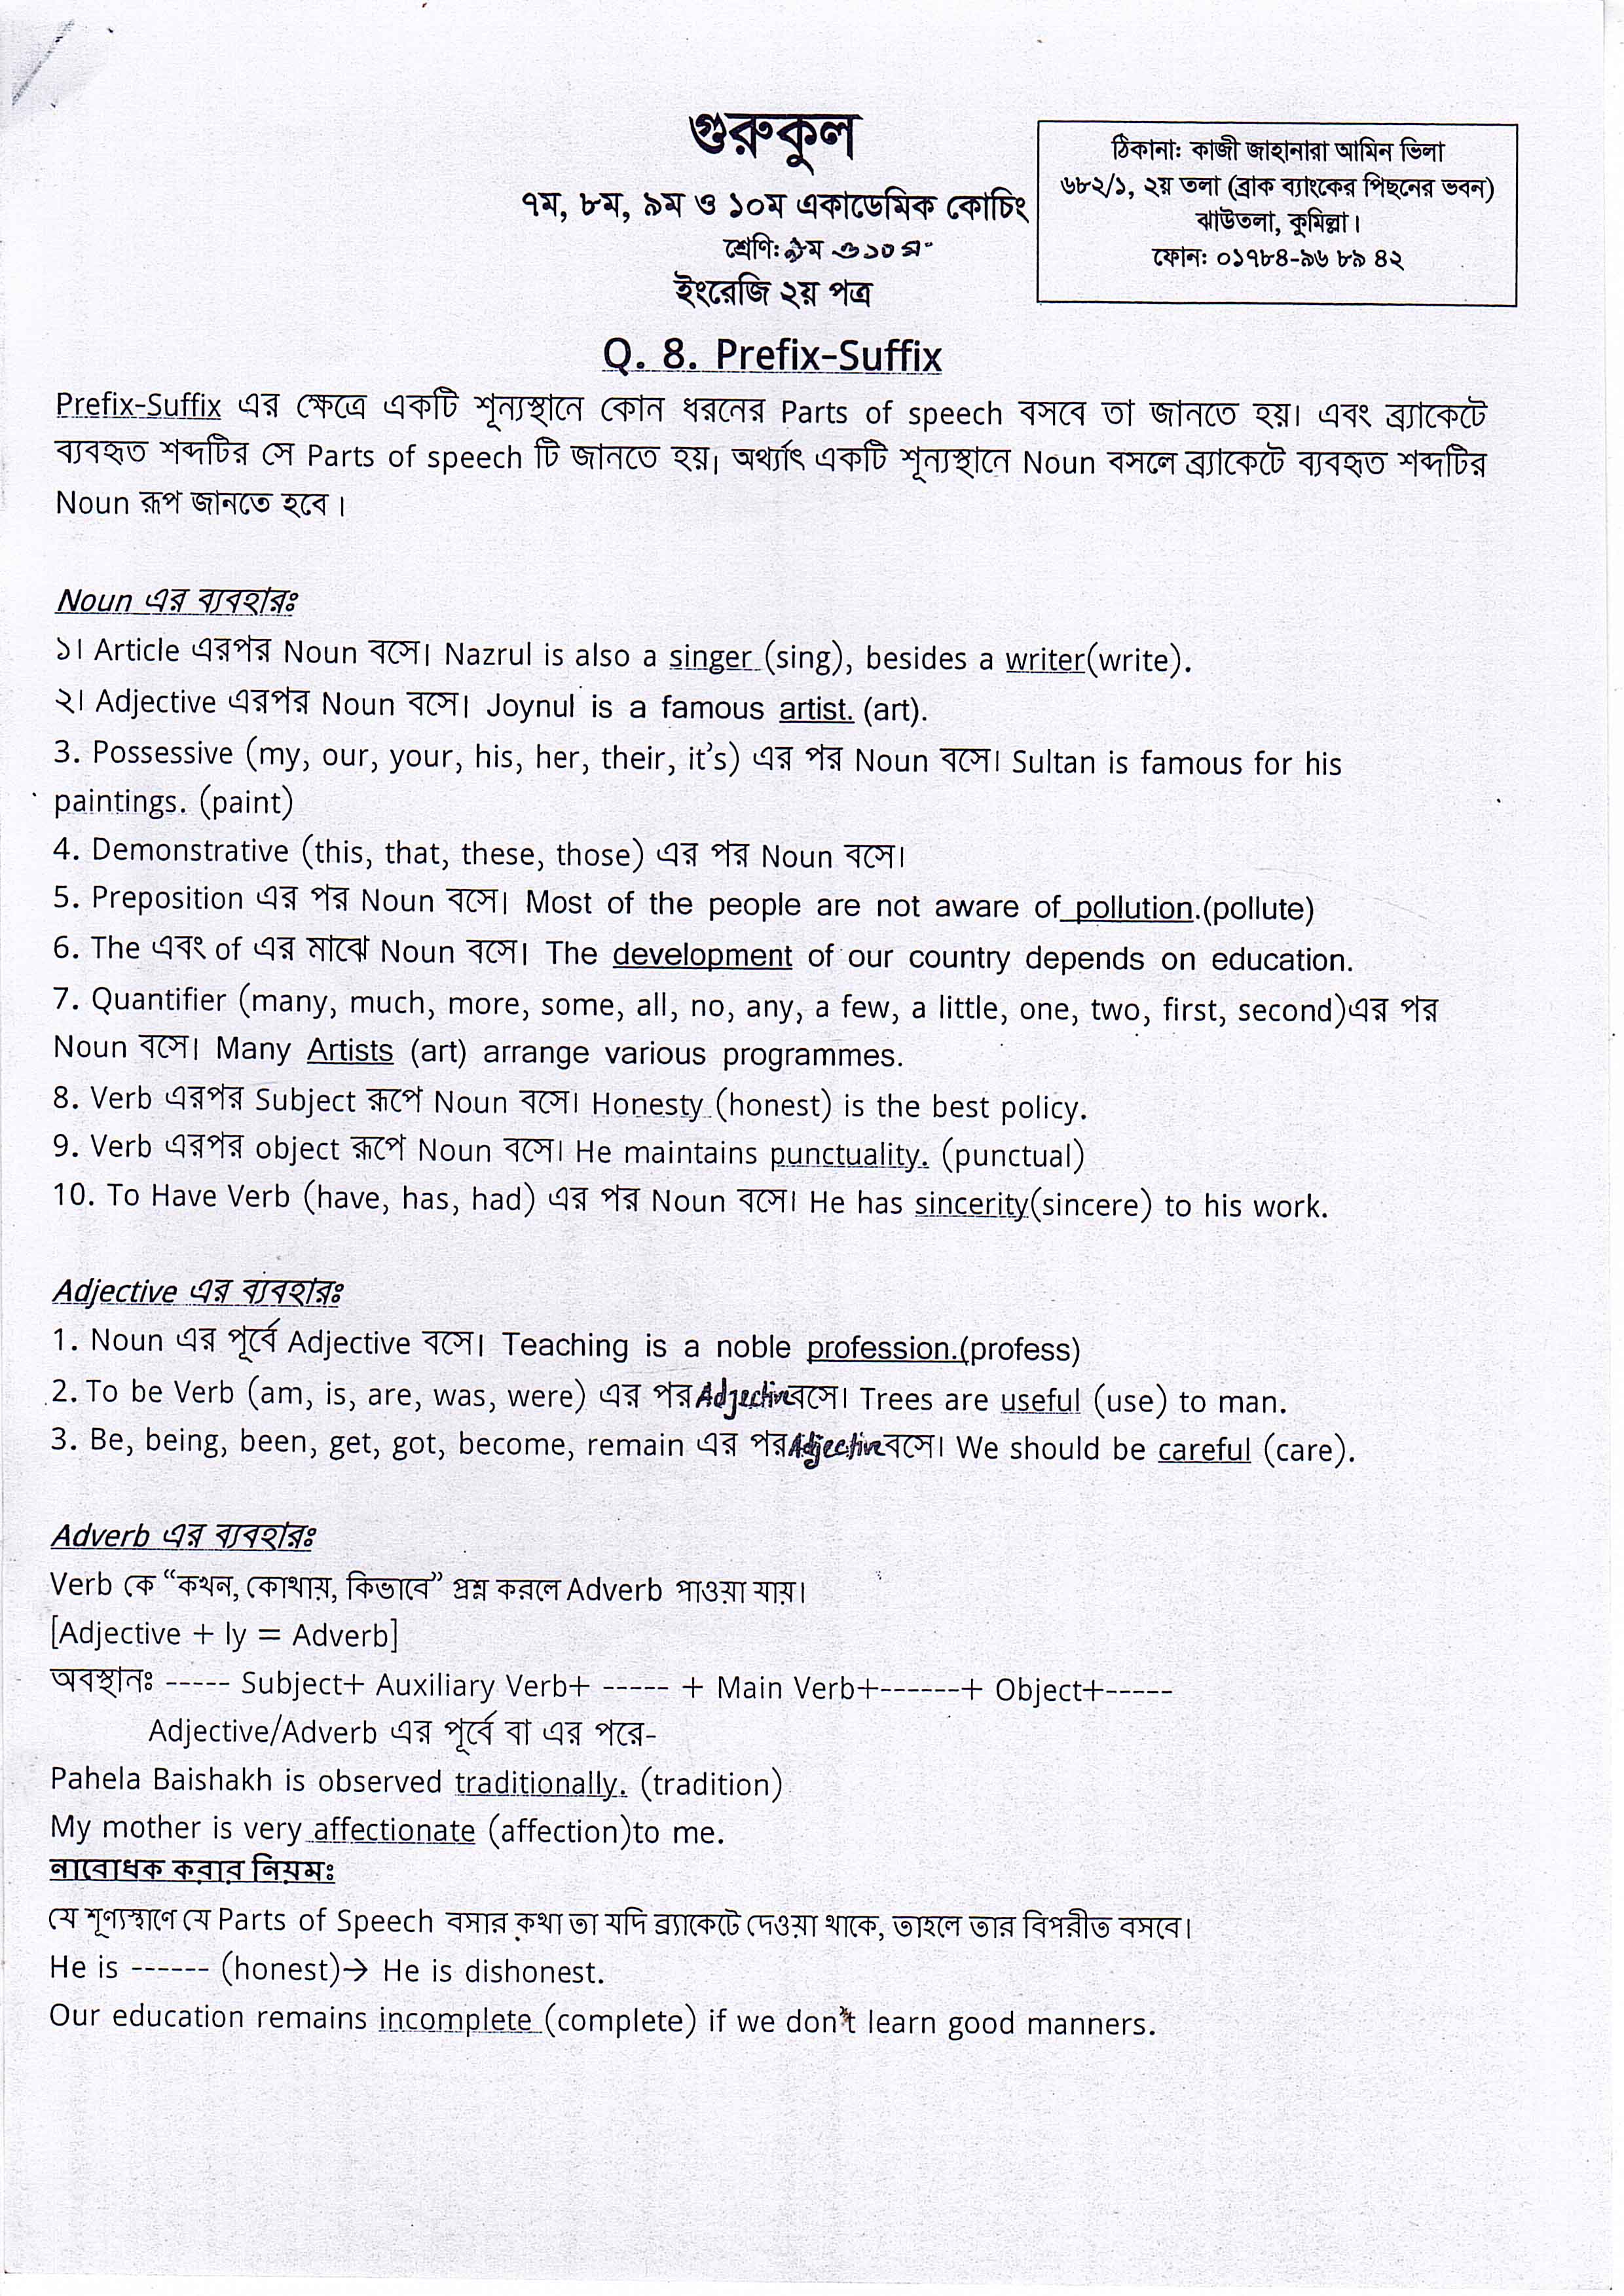 গুরুকুল
৭ম, ৮ম, ৯ম ও ১০ম একাডেমিক কোচিং
শ্রেণি: ৯ম ও ১০ম
ইংরেজি ২য় পত্র
ঠিকানা: কাজী জাহানারা আমিন ভিলা
৬৮২/১, ২য় তলা (ব্রাক ব্যাংকের পিছনের ভবন)
ঝাউতলা, কুমিল্লা।
ফোন: ০১৭৮৪-৯৬ ৮৯ ৪২
Q. 8. Prefix-Suffix
Prefix-Suffix এর ক্ষেত্রে একটি শূন্যস্থানে কোন ধরনের Parts of speech বসবে তা জানতে হয়। এবং ব্র্যাকেটে
ব্যবহৃত শব্দটির সে Parts of speech টি জানতে হয়। অর্থ্যাৎ একটি শূন্যস্থানে Noun বসলে ব্র্যাকেটে ব্যবহৃত শব্দটির
Noun রূপ জানতে হবে।
Noun এর ব্যবহারঃ
১। Article এরপর Noun বসে। Nazrul is also a singer (sing), besides a writer(write).
২। Adjective এরপর Noun বসে। Joynul is a famous artist. (art).
3. Possessive (my, our, your, his, her, their, it’s) এর পর Noun বসে। Sultan is famous for his
paintings. (paint)
4. Demonstrative (this, that, these, those) এর পর Noun বসে।
5. Preposition এর পর Noun বসে। Most of the people are not aware of pollution.(pollute)
6. The এবং of এর মাঝে Noun বসে। The development of our country depends on education.
7. Quantifier (many, much, more, some, all, no, any, a few, a little, one, two, first, second)এর পর
Noun বসে। Many Artists (art) arrange various programmes.
8. Verb এরপর Subject রূপে Noun বসে। Honesty (honest) is the best policy.
9. Verb এরপর object রূপে Noun বসে। He maintains punctuality. (punctual)
10. To Have Verb (have, has, had) এর পর Noun বসে। He has sincerity(sincere) to his work.
Adjective এর ব্যবহারঃ
1. Noun এর পূর্বে Adjective বসে। Teaching is a noble profession.(profess)
2. To be Verb (am, is, are, was, were) এর পর Adjective বসে। Trees are useful (use) to man.
3. Be, being, been, get, got, become, remain এর পর Adjective বসে। We should be careful (care).
Adverb এর ব্যবহারঃ
Verb কে “কখন, কোথায়, কিভাবে” প্রশ্ন করলে Adverb পাওয়া যায়।
[Adjective + ly = Adverb]
অবস্থানঃ ----- Subject+ Auxiliary Verb+ ----- + Main Verb+------+ Object+-----
Adjective/Adverb এর পূর্বে বা এর পরে-
Pahela Baishakh is observed traditionally. (tradition)
My mother is very affectionate (affection)to me.
নাবোধক করার নিয়মঃ
যে শূণ্যস্থাণে যে Parts of Speech বসার কথা তা যদি ব্র্যাকেটে দেওয়া থাকে, তাহলে তার বিপরীত বসবে।
He is ------ (honest)→ He is dishonest.
Our education remains incomplete (complete) if we don’t learn good manners.